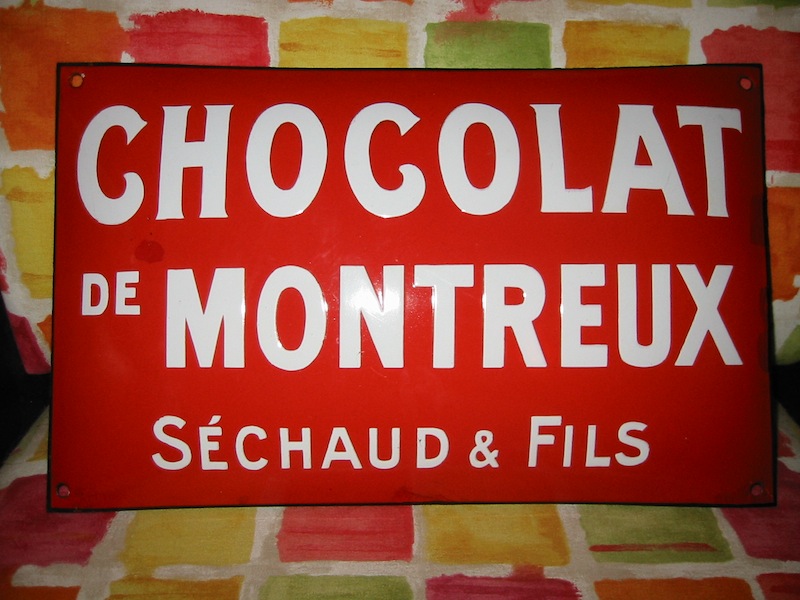 CHOCOLAT
DE MONTREUX
SÉCHAUD & FILS